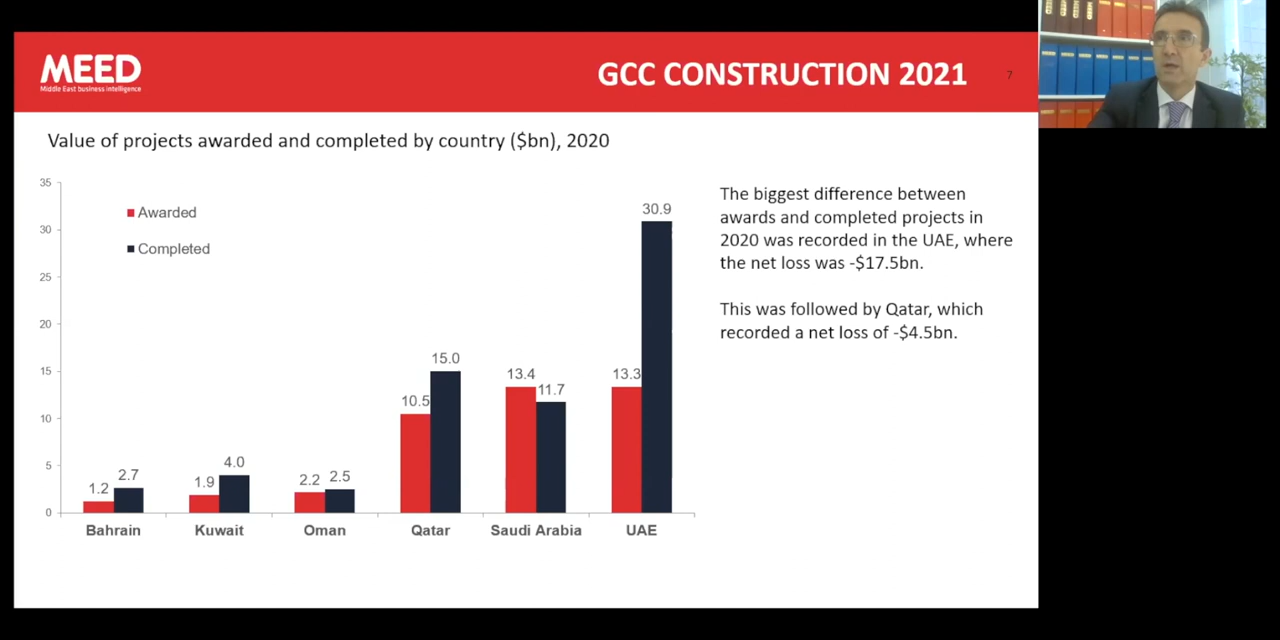 MEED
Middle East business intelligence
GCC CONSTRUCTION 2021
7
Value of projects awarded and completed by country ($bn), 2020
35
30
25
20
15
10
5
0
Awarded
Completed
1.2
2.7
1.9
4.0
2.2
2.5
10.5
15.0
13.4
11.7
13.3
30.9
Bahrain
Kuwait
Oman
Qatar
Saudi Arabia
UAE
The biggest difference between
awards and completed projects in
2020 was recorded in the UAE, where
the net loss was -$17.5bn.
This was followed by Qatar, which
recorded a net loss of -$4.5bn.